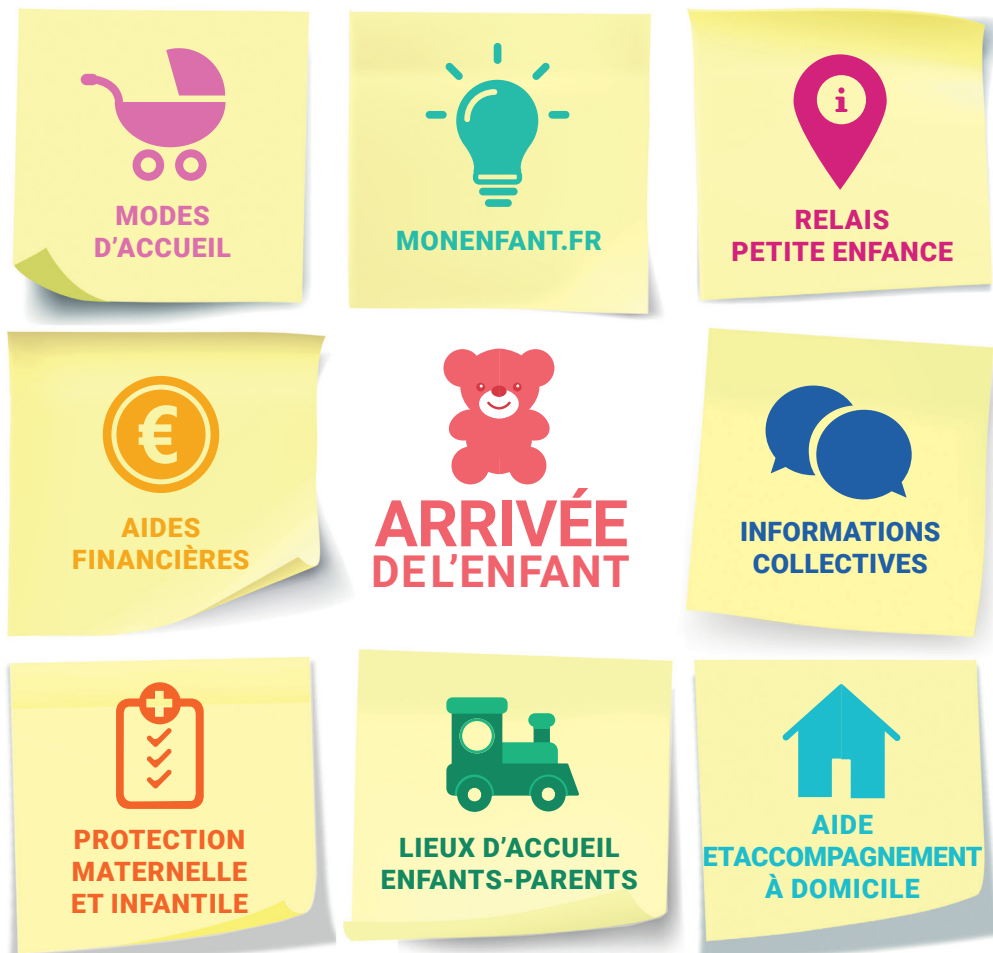 MODES
D'ACCUEIL
MONENFANT.FR
i
RELAIS
PETITE ENFANCE
€
AIDES
FINANCIÈRES
ARRIVÉE
DE L'ENFANT
INFORMATIONS
COLLECTIVES
PROTECTION
MATERNELLE
ET INFANTILE
LIEUX D'ACCUEIL
ENFANTS-PARENTS
AIDE
ETACCOMPAGNEMENT
À DOMICILE